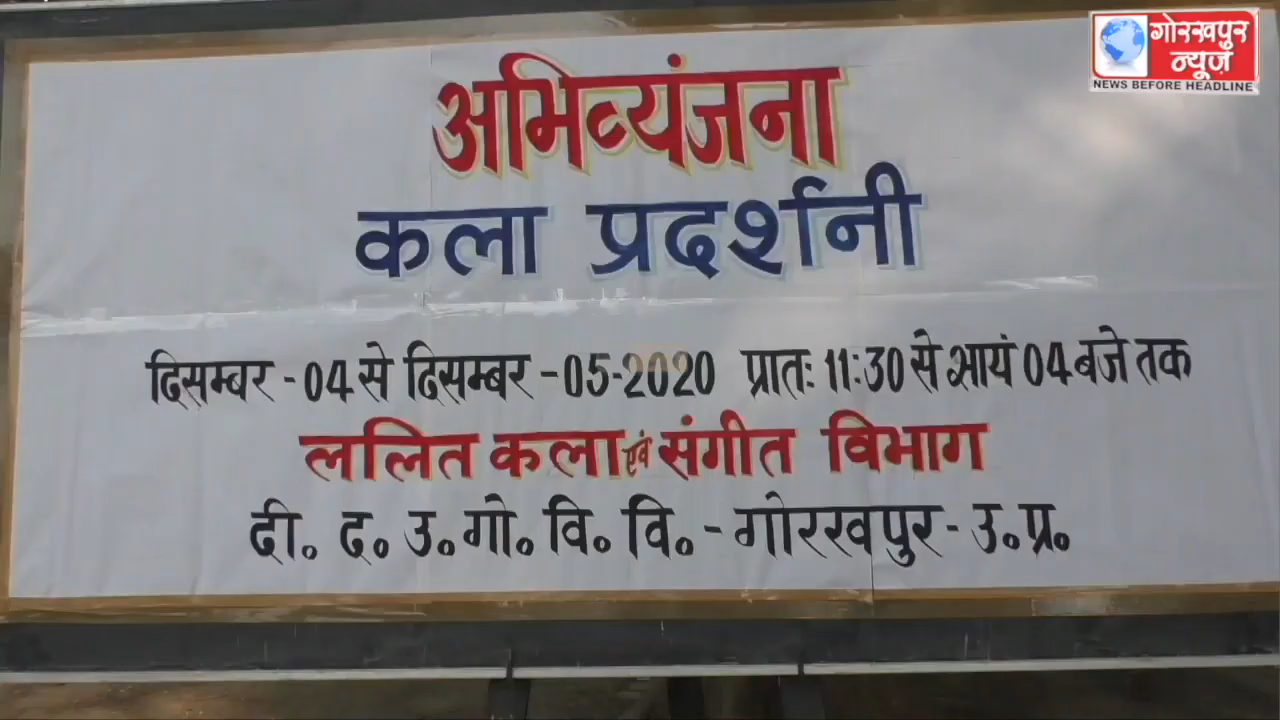 गोरखपुर
न्यूज़
NEWS BEFORE HEADLINE
अभिव्यंजना
कला प्रदर्शनी
दिसम्बर - 04 से दिसम्बर - 05-2020 प्रातः 11:30 से शायं 04 बजे तक
ललित कला एवं संगीत विभाग
दी. द. उ. गो. वि. वि. - गोरखपुर - उ. प्र.